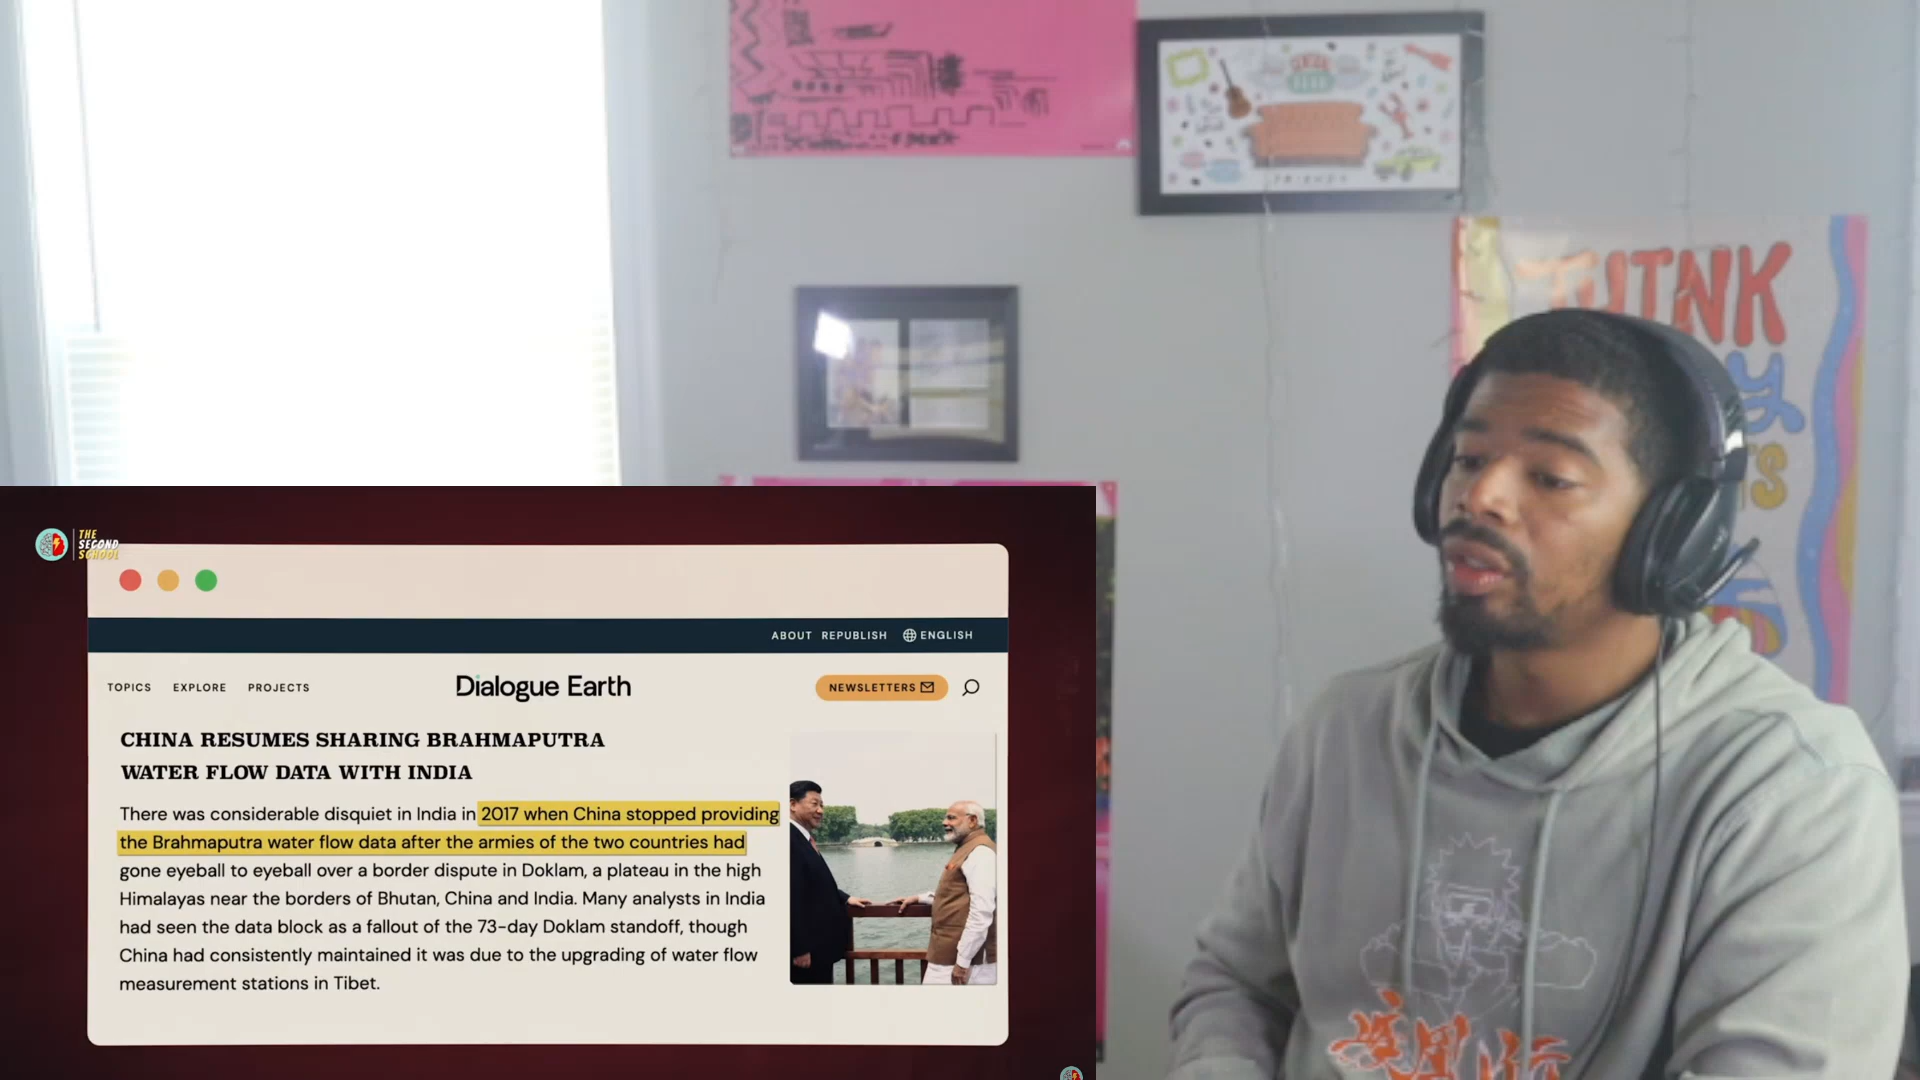 FRIENDS
THINK
THE
SECOND
SCHOOL
ABOUT REPUBLISH ENGLISH
TOPICS EXPLORE PROJECTS Dialogue Earth NEWSLETTERS
CHINA RESUMES SHARING BRAHMAPUTRA
WATER FLOW DATA WITH INDIA
There was considerable disquiet in India in 2017 when China stopped providing
the Brahmaputra water flow data after the armies of the two countries had
gone eyeball to eyeball over a border dispute in Doklam, a plateau in the high
Himalayas near the borders of Bhutan, China and India. Many analysts in India
had seen the data block as a fallout of the 73-day Doklam standoff, though
China had consistently maintained it was due to the upgrading of water flow
measurement stations in Tibet.